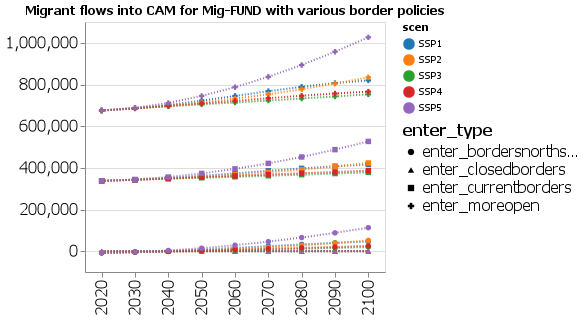 Migrant flows into CAM for Mig-FUND with various border policies
1,000,000
800,000
600,000
400,000
200,000
0
2020
2030
2040
2050
2060
2070
2080
2090
2100
scen
SSP1
SSP2
SSP3
SSP4
SSP5
enter_type
enter_bordersnorths...
enter_closedborders
enter_currentborders
enter_moreopen